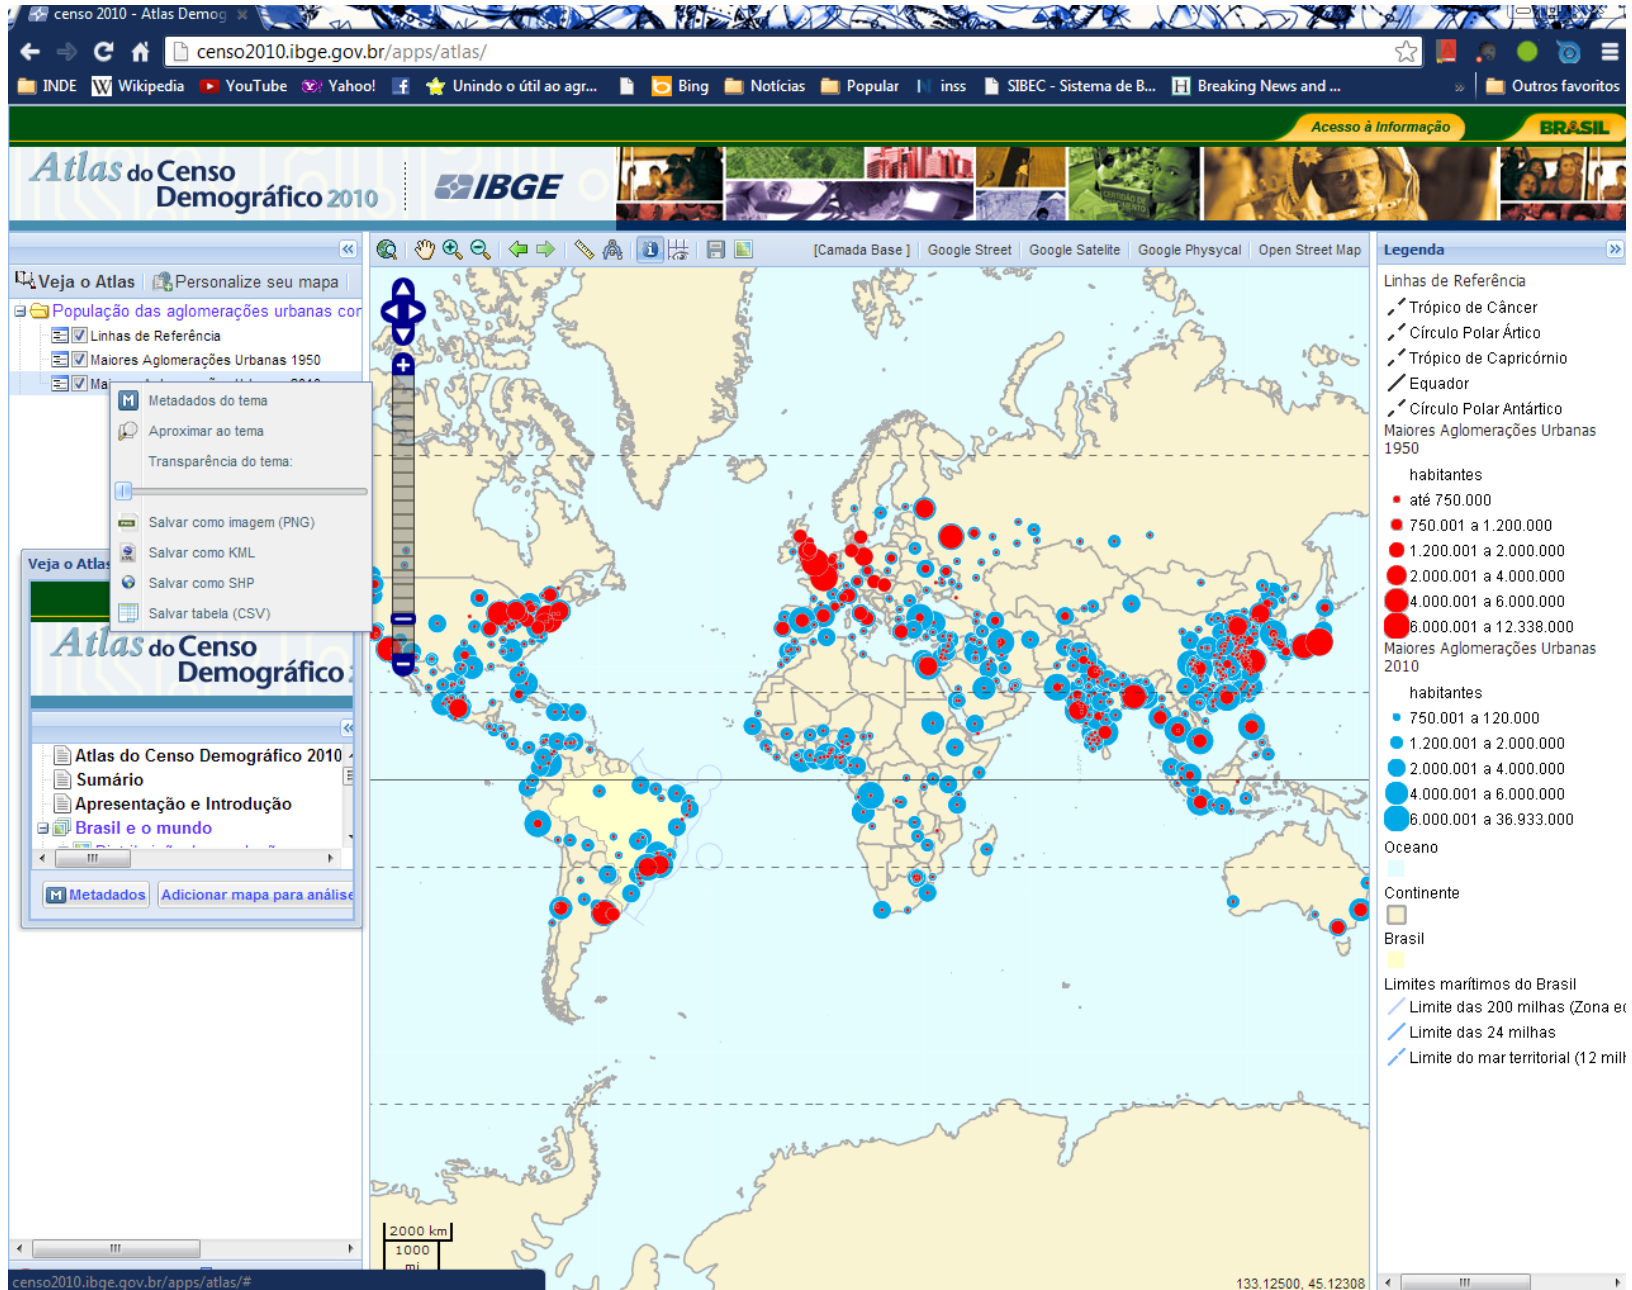 censo 2010 - Atlas Demog
censo2010.ibge.gov.br/apps/atlas/
INDE Wikipedia YouTube Yahoo! Unindo o útil ao agr... Bing Notícias Popular inss SIBEC - Sistema de B... Breaking News and ... Outros favoritos
Acesso à Informação BRASIL
Atlas do Censo
Demográfico 2010
IBGE
CERTIDÃO DE
[Camada Base ] Google Street Google Satelite Google Physycal Open Street Map
Veja o Atlas Personalize seu mapa
População das aglomerações urbanas cor
Linhas de Referência
Maiores Aglomerações Urbanas 1950
Metadados do tema
Aproximar ao tema
Transparência do tema:
Salvar como imagem (PNG)
Salvar como KML
Salvar como SHP
Salvar tabela (CSV)
Veja o Atlas
Atlas do Censo
Demográfico
Atlas do Censo Demográfico 2010
Sumário
Apresentação e Introdução
Brasil e o mundo
Metadados Adicionar mapa para análise
censo2010.ibge.gov.br/apps/atlas/#
2000 km
1000
mi
133.12500, 45.12308
Legenda
Linhas de Referência
Trópico de Câncer
Círculo Polar Ártico
Trópico de Capricórnio
Equador
Círculo Polar Antártico
Maiores Aglomerações Urbanas
1950
habitantes
até 750.000
750.001 a 1.200.000
1.200.001 a 2.000.000
2.000.001 a 4.000.000
4.000.001 a 6.000.000
6.000.001 a 12.338.000
Maiores Aglomerações Urbanas
2010
habitantes
750.001 a 120.000
1.200.001 a 2.000.000
2.000.001 a 4.000.000
4.000.001 a 6.000.000
6.000.001 a 36.933.000
Oceano
Continente
Brasil
Limites marítimos do Brasil
Limite das 200 milhas (Zona ec
Limite das 24 milhas
Limite do mar territorial (12 milh